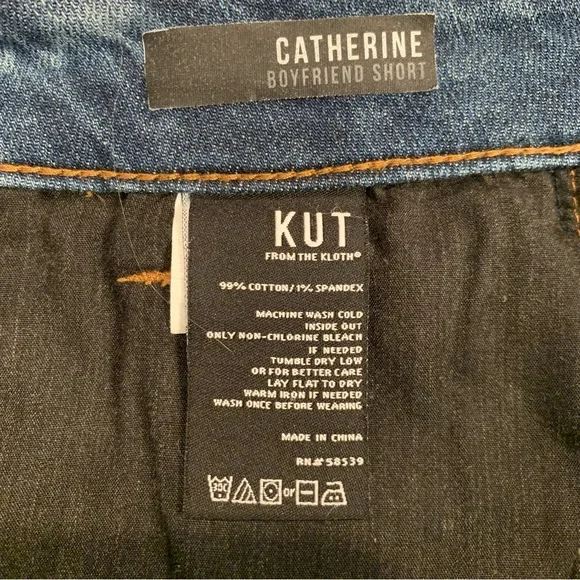 CATHERINE
BOYFRIEND SHORT
KUT
FROM THE KLOTH®
99% COTTON/1% SPANDEX
MACHINE WASH COLD
INSIDE OUT
ONLY NON-CHLORINE BLEACH
IF NEEDED
TUMBLE DRY LOW
OR FOR BETTER CARE
LAY FLAT TO DRY
WARM IRON IF NEEDED
WASH ONCE BEFORE WEARING
MADE IN CHINA
RN# 58539
or